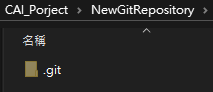 CAI_Porject > NewGitRepository >
名稱
.git